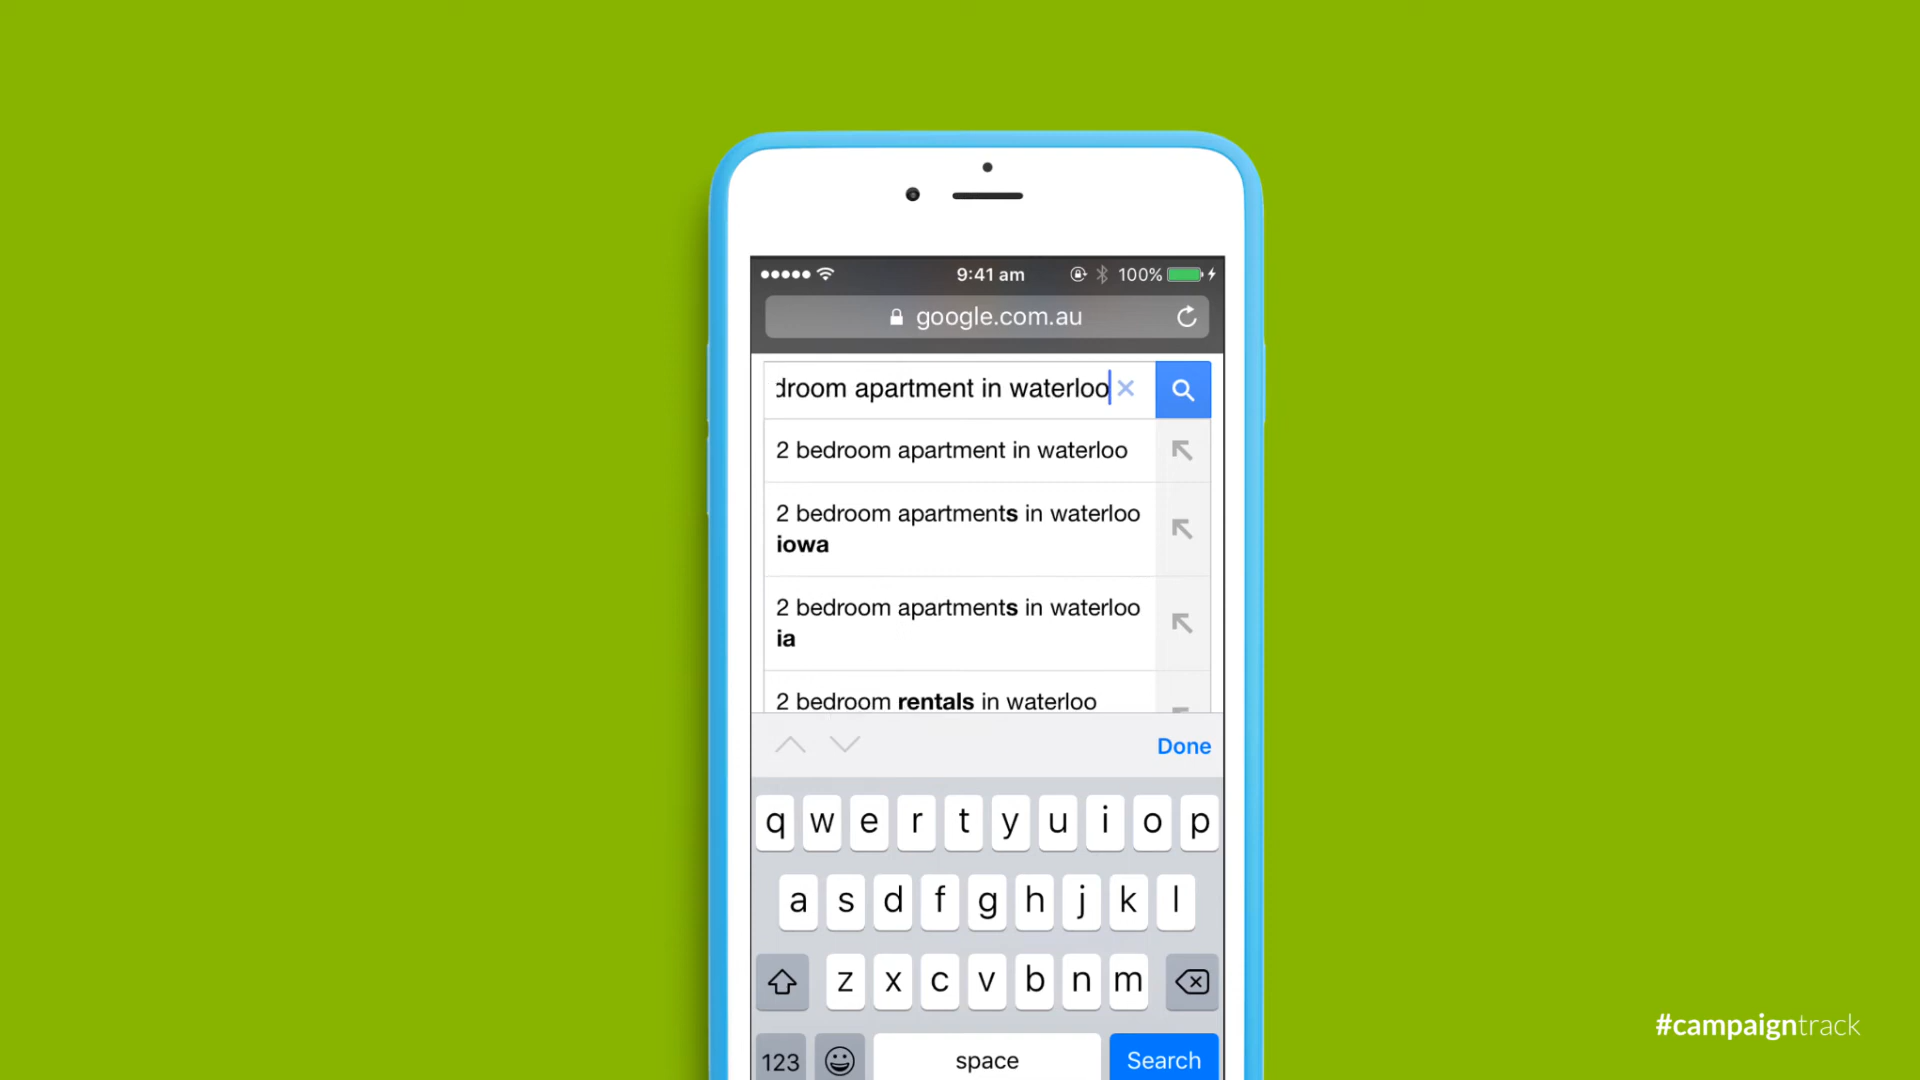 9:41 am 100%
google.com.au
droom apartment in waterloo
2 bedroom apartment in waterloo
2 bedroom apartments in waterloo
iowa
2 bedroom apartments in waterloo
ia
2 bedroom rentals in waterloo
Done
q w e r t y u i o p
a s d f g h j k l
z x c v b n m
123 space Search
#campaigntrack